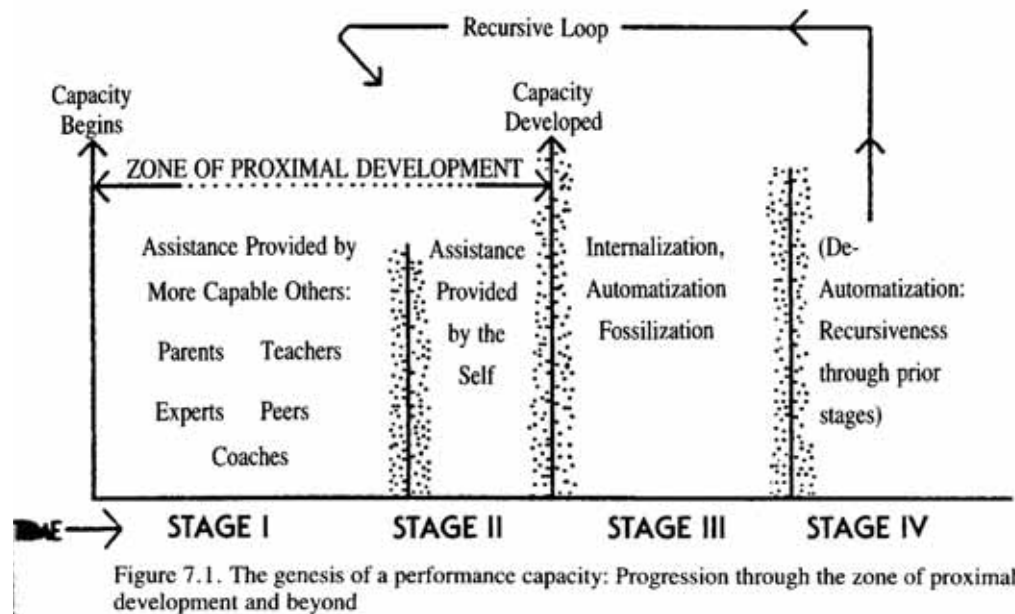 Recursive Loop
Capacity
Begins
Capacity
Developed
ZONE OF PROXIMAL DEVELOPMENT
Assistance Provided by
More Capable Others:
Parents Teachers
Experts Peers
Coaches
Assistance
Provided
by the
Self
Internalization,
Automatization
Fossilization
(De-
Automatization:
Recursiveness
through prior
stages)
STAGE I STAGE II STAGE III STAGE IV
Figure 7.1. The genesis of a performance capacity: Progression through the zone of proximal
development and beyond